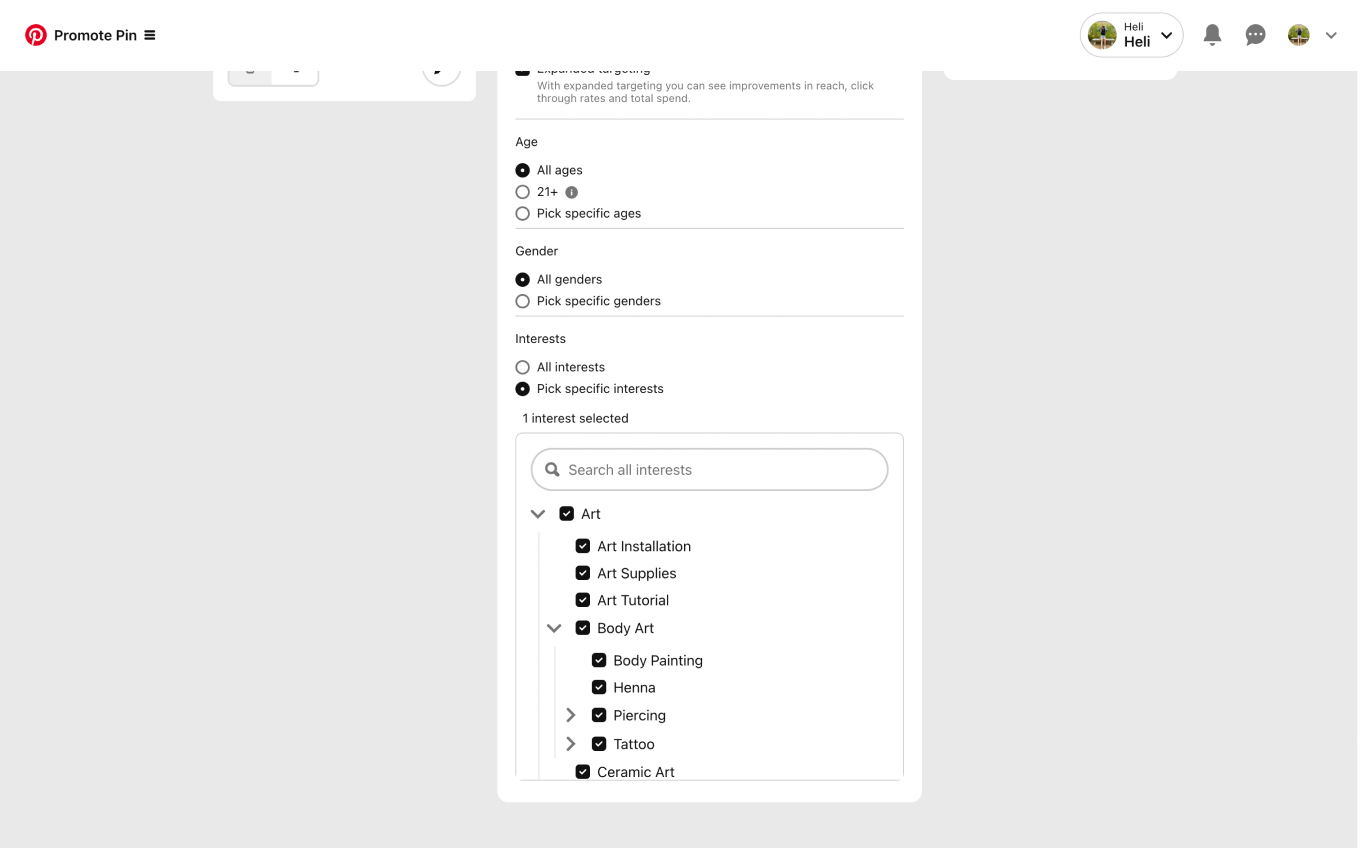 Promote Pin
Heli
Heli
Expanded targeting
With expanded targeting you can see improvements in reach, click
through rates and total spend.
Age
All ages
21+
Pick specific ages
Gender
All genders
Pick specific genders
Interests
All interests
Pick specific interests
1 interest selected
Search all interests
Art
Art Installation
Art Supplies
Art Tutorial
Body Art
Body Painting
Henna
Piercing
Tattoo
Ceramic Art